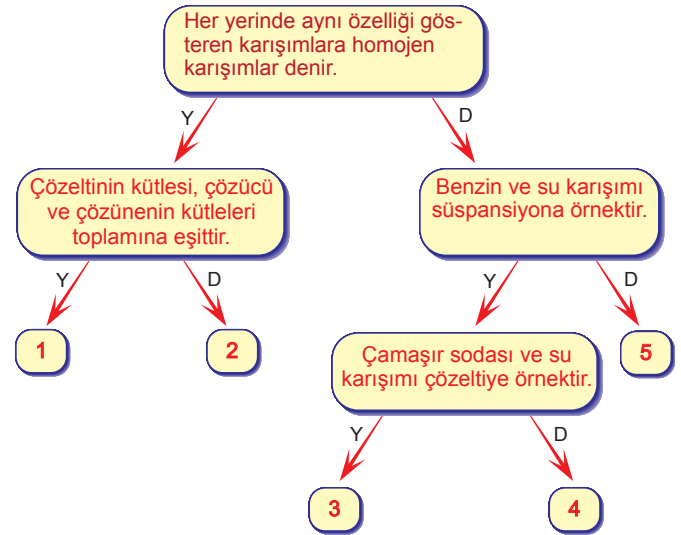 Her yerinde aynı özelliği gös-
teren karışımlara homojen
karışımlar denir.
Y
D
Çözeltinin kütlesi, çözücü
ve çözünenin kütleleri
toplamına eşittir.
Benzin ve su karışımı
süspansiyona örnektir.
Y
D
Y
D
1
2
Çamaşır sodası ve su
karışımı çözeltiye örnektir.
5
Y
D
3
4